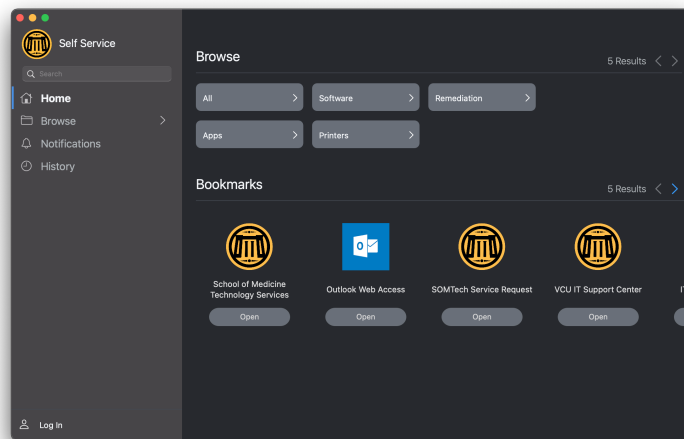 Self Service
Search
Home
Browse
Notifications
History
Log In
Browse
5 Results
All
Software
Remediation
Apps
Printers
Bookmarks
5 Results
School of Medicine
Technology Services
Outlook Web Access
SOMTech Service Request
VCU IT Support Center
Open
Open
Open
Open